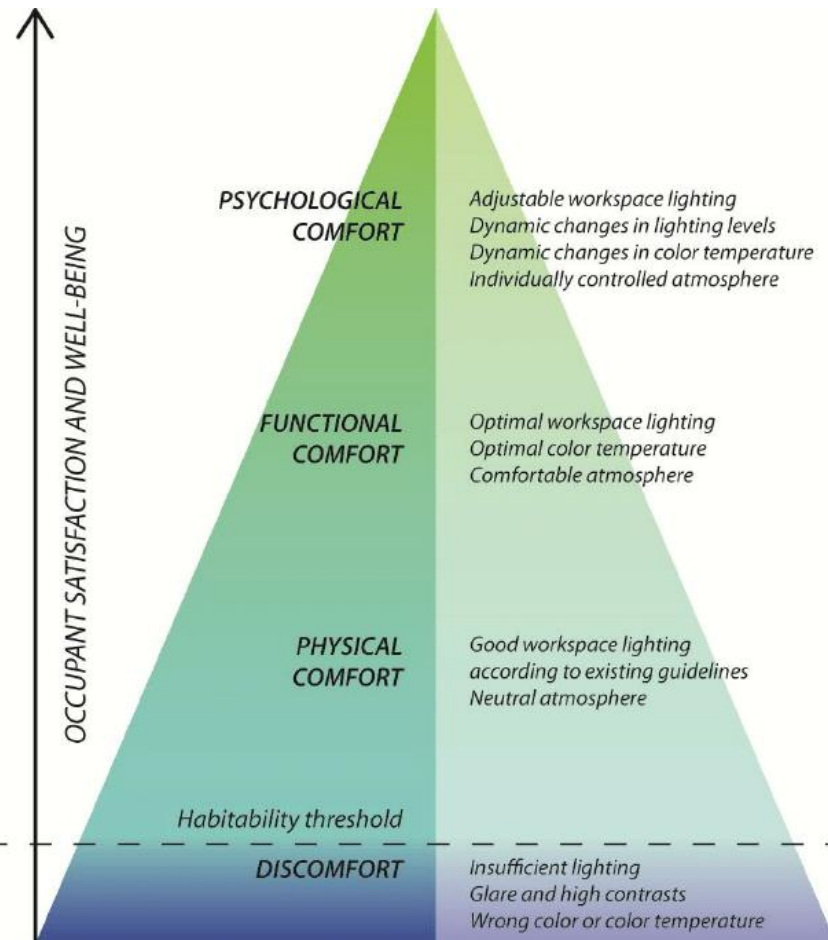 OCCUPANT SATISFACTION AND WELL-BEING
PSYCHOLOGICAL
COMFORT
Adjustable workspace lighting
Dynamic changes in lighting levels
Dynamic changes in color temperature
Individually controlled atmosphere
FUNCTIONAL
COMFORT
Optimal workspace lighting
Optimal color temperature
Comfortable atmosphere
PHYSICAL
COMFORT
Good workspace lighting
according to existing guidelines
Neutral atmosphere
Habitability threshold
DISCOMFORT
Insufficient lighting
Glare and high contrasts
Wrong color or color temperature